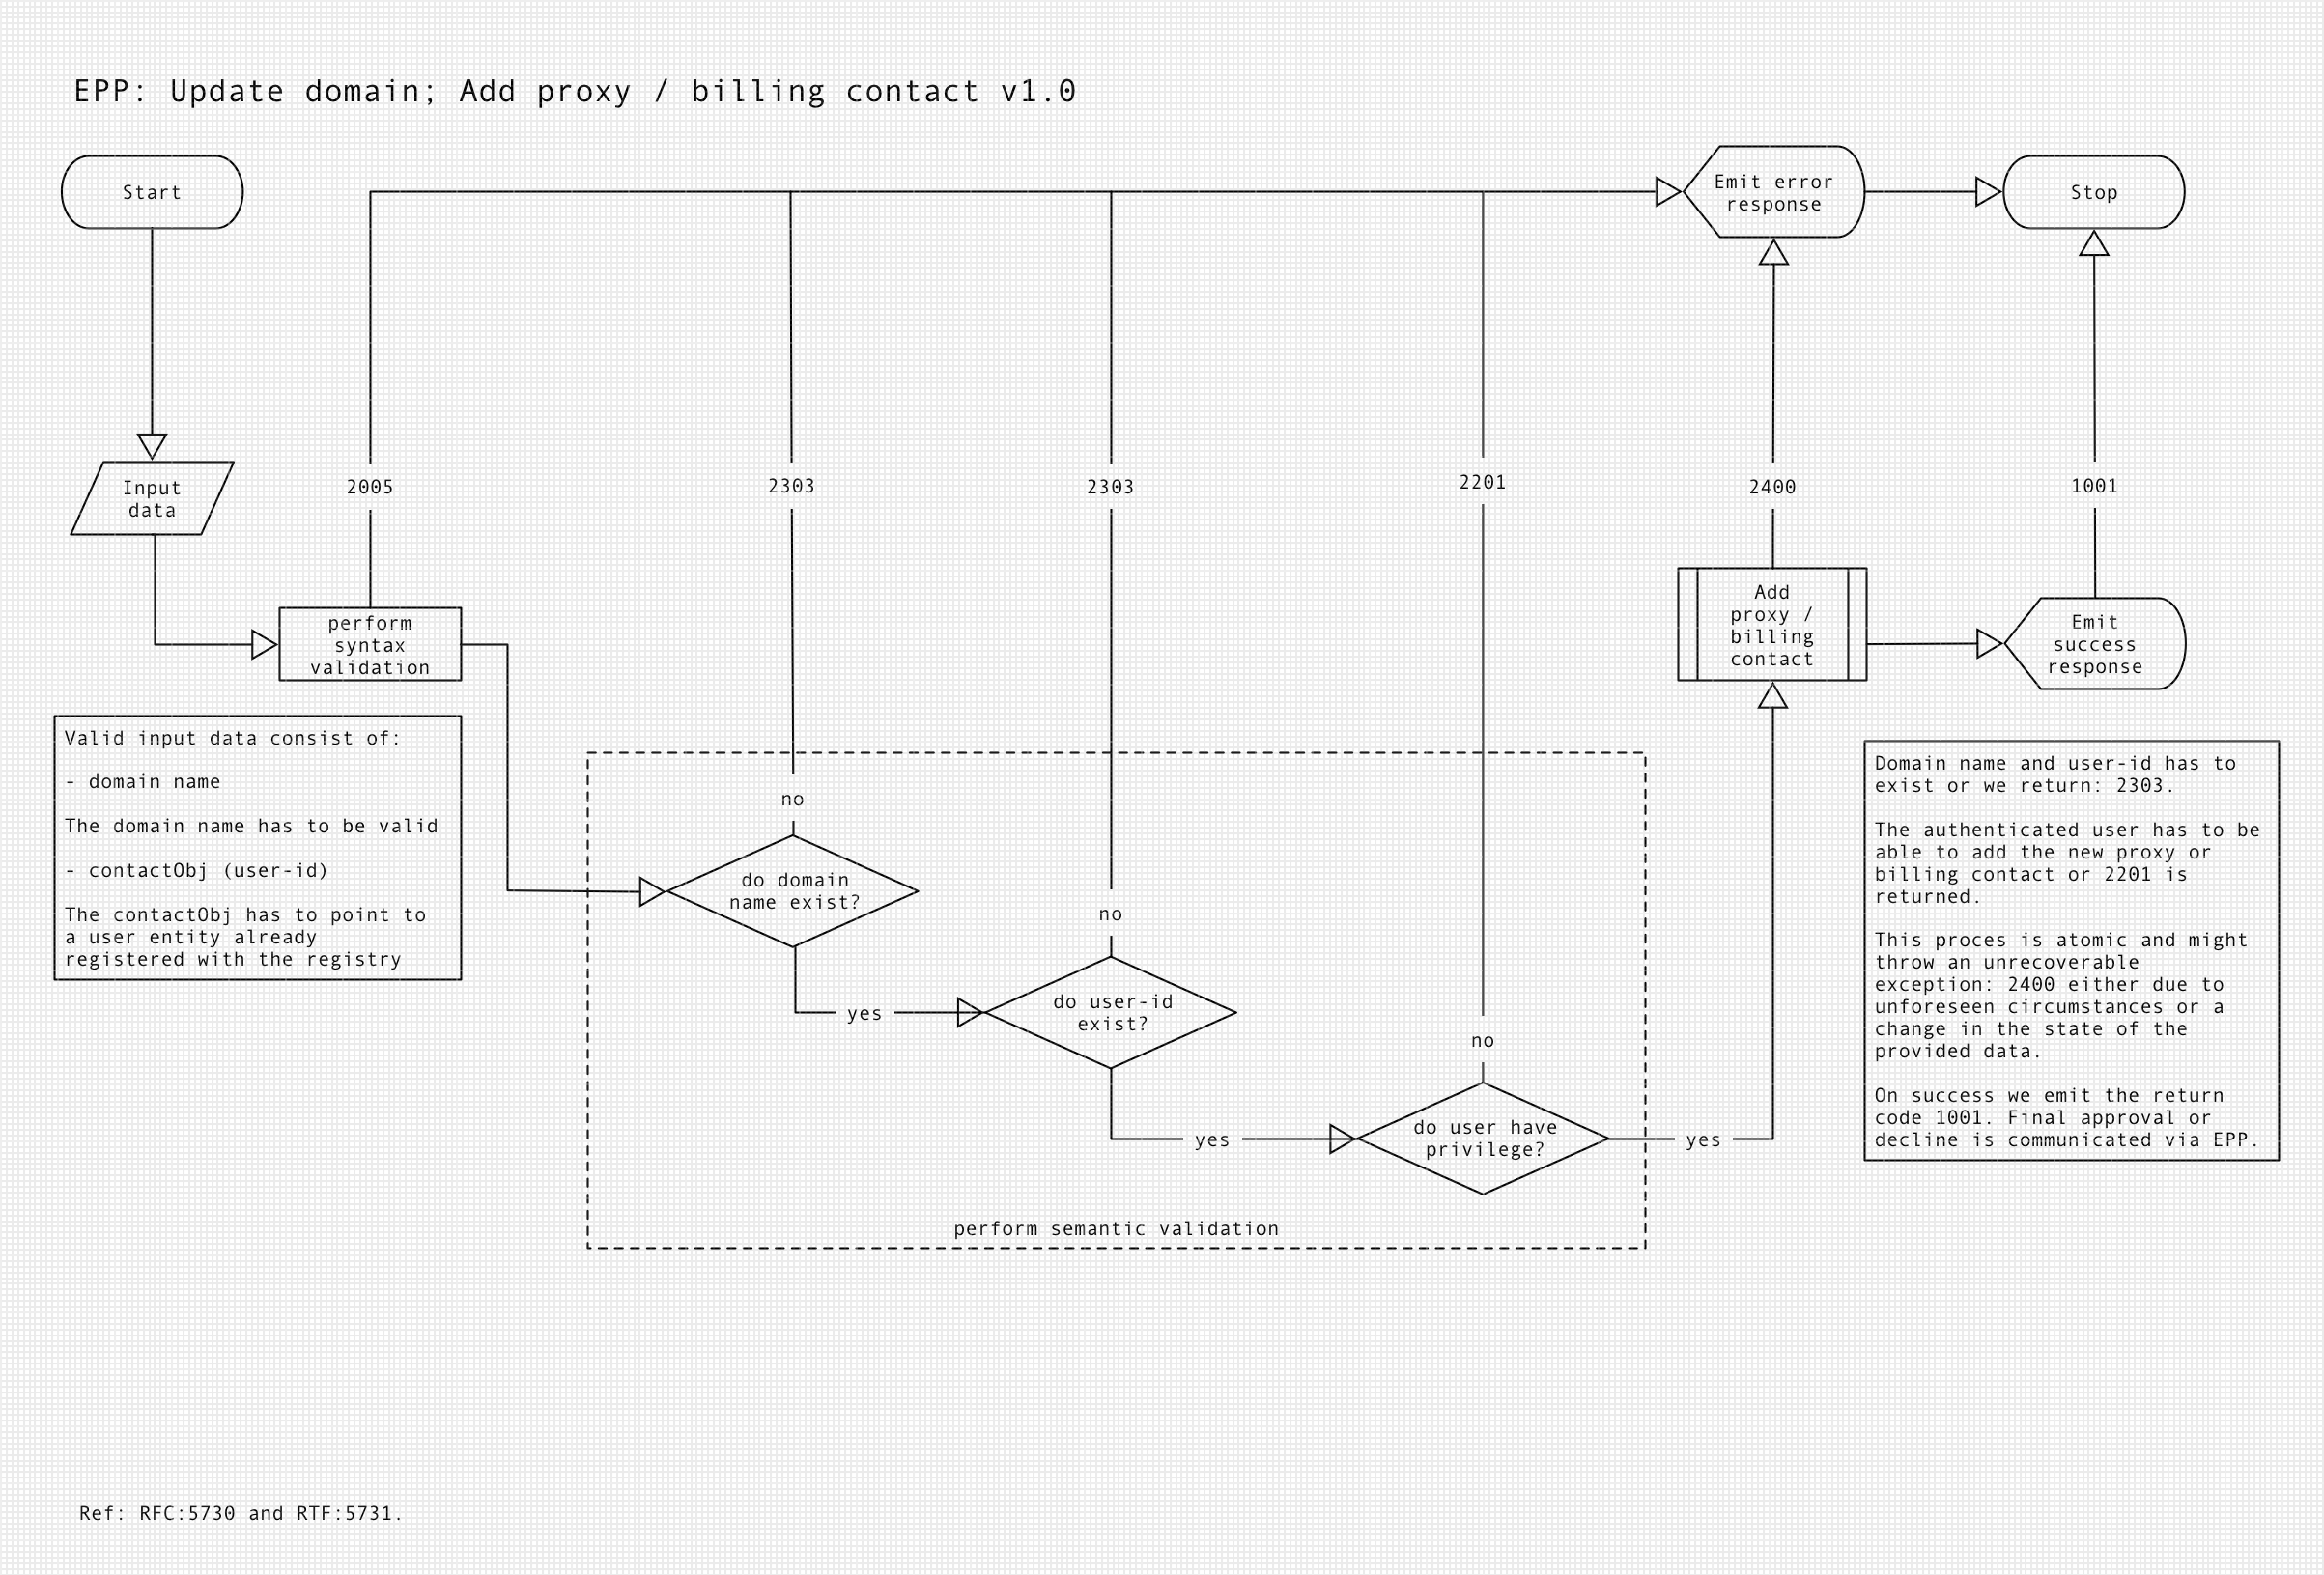 EPP: Update domain; Add proxy / billing contact v1.0
Start
Emit error
response
Stop
Input
data
2005
2303
2303
2201
2400
1001
perform
syntax
validation
Add
proxy /
billing
contact
Emit
success
response
Valid input data consist of:
- domain name
The domain name has to be valid
- contactObj (user-id)
The contactObj has to point to
a user entity already
registered with the registry
no
do domain
name exist?
yes
no
do user-id
exist?
yes
no
do user have
privilege?
yes
perform semantic validation
Domain name and user-id has to
exist or we return: 2303.
The authenticated user has to be
able to add the new proxy or
billing contact or 2201 is
returned.
This proces is atomic and might
throw an unrecoverable
exception: 2400 either due to
unforeseen circumstances or a
change in the state of the
provided data.
On success we emit the return
code 1001. Final approval or
decline is communicated via EPP.
Ref: RFC:5730 and RTF:5731.